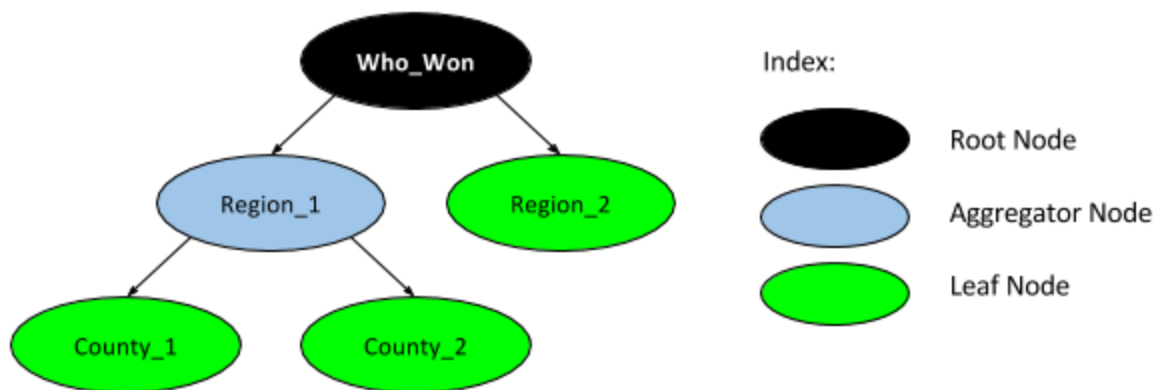 Who_Won
Index:
Root Node
Region_1
Region_2
Aggregator Node
Leaf Node
County_1
County_2